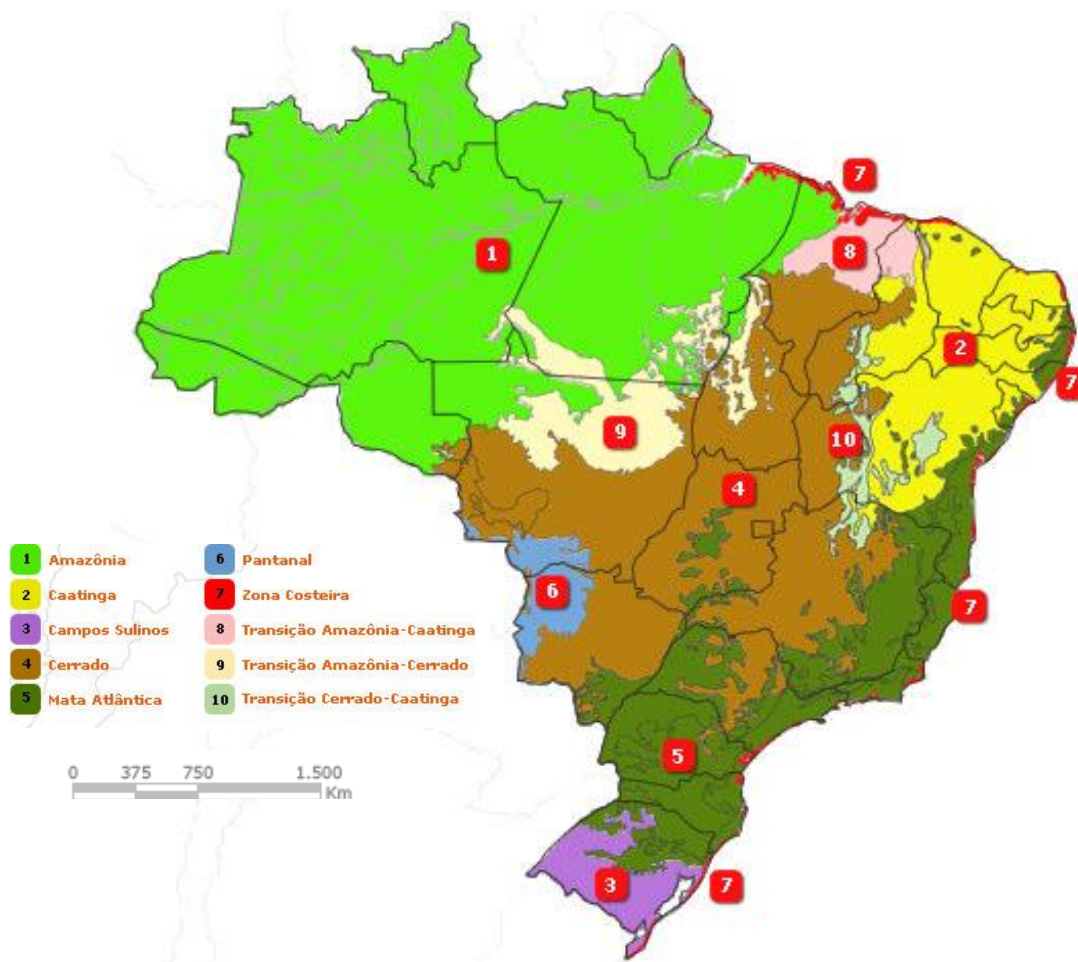 7
1
8
2
7
9
10
4
1 Amazônia
2 Caatinga
3 Campos Sulinos
4 Cerrado
5 Mata Atlântica
6 Pantanal
7 Zona Costeira
8 Transição Amazônia-Caatinga
9 Transição Amazônia-Cerrado
10 Transição Cerrado-Caatinga
6
7
5
0 375 750 1.500
Km
3
7